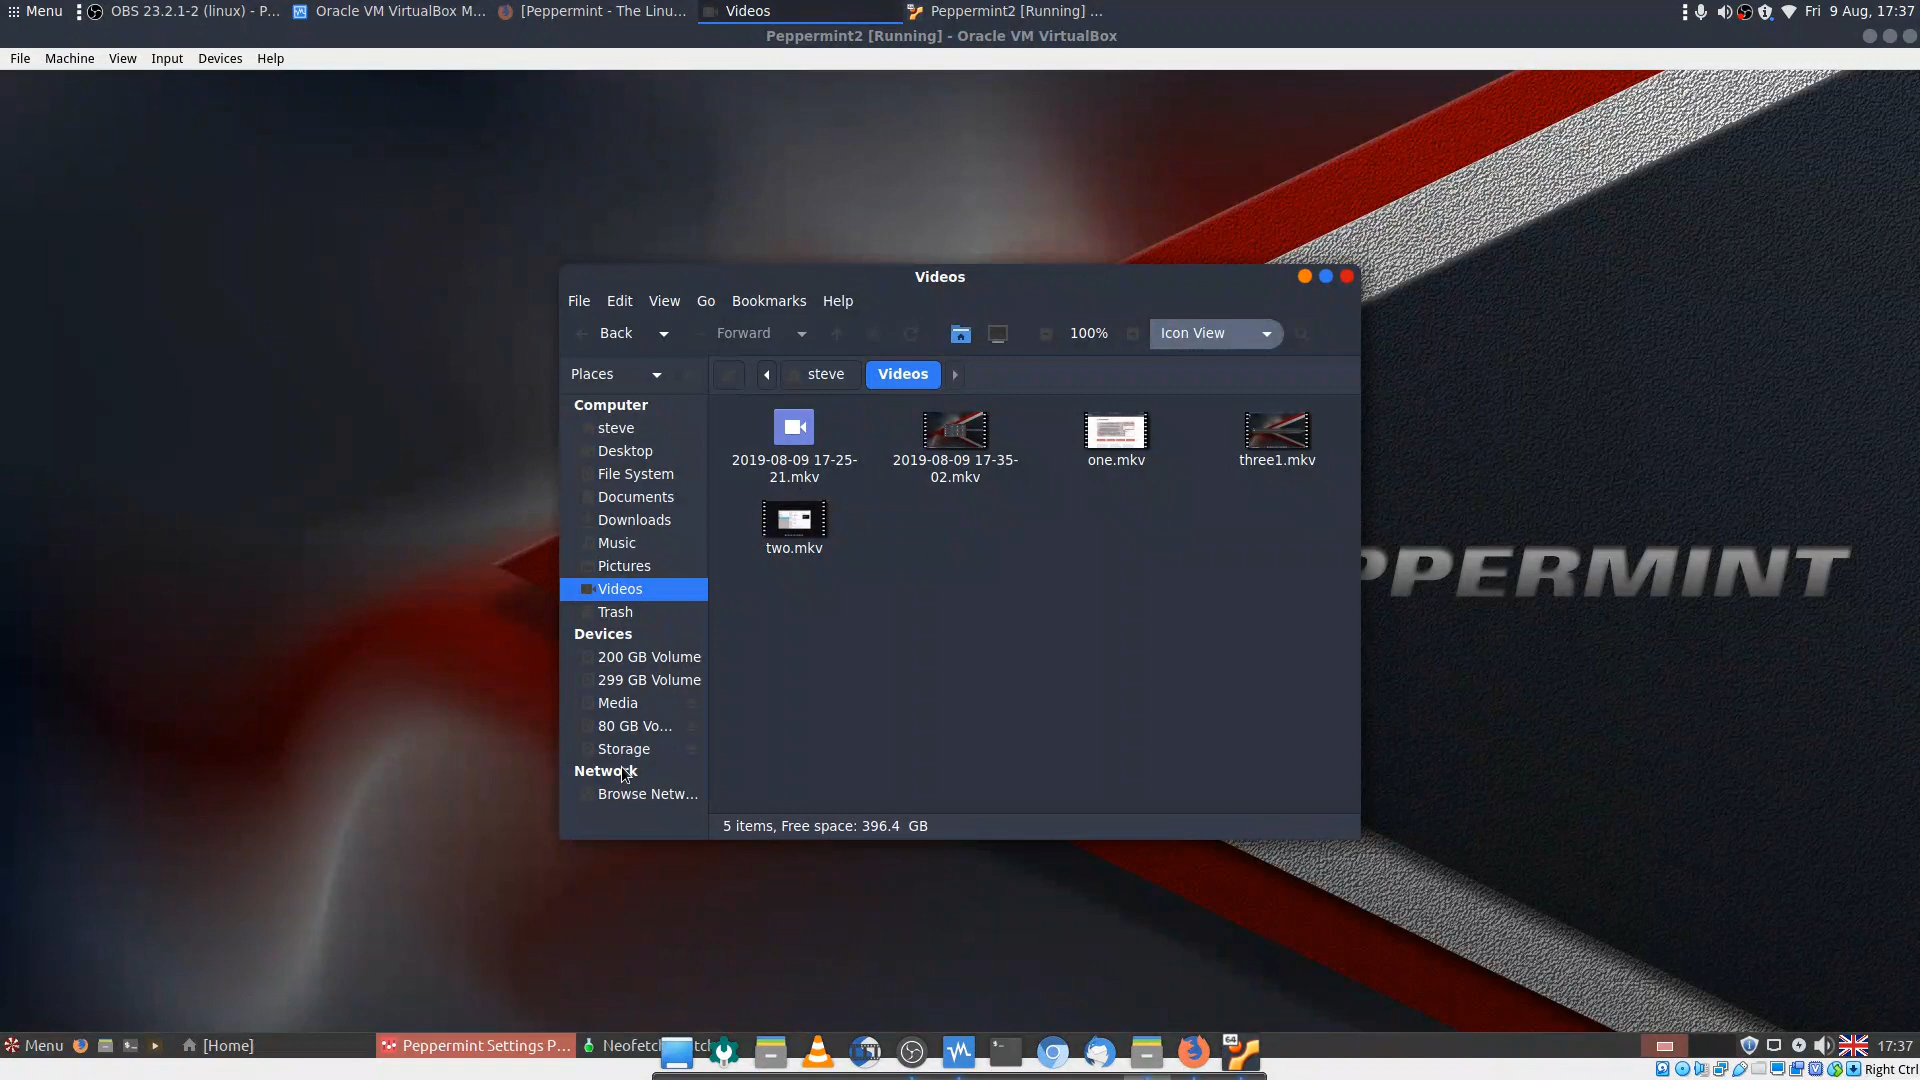 Menu OBS 23.2.1-2 (linux) - P... Oracle VM VirtualBox M... [Peppermint - The Linu... Videos Peppermint2 [Running] ... Fri 9 Aug, 17:37
Peppermint2 [Running] - Oracle VM VirtualBox
File Machine View Input Devices Help
Videos
File Edit View Go Bookmarks Help
Back Forward 100% Icon View
Places steve Videos
Computer
steve
Desktop
File System
Documents
Downloads
Music
Pictures
Videos
Trash
Devices
200 GB Volume
299 GB Volume
Media
80 GB Vo...
Storage
Network
Browse Netw...
2019-08-09 17-25-
21.mkv
2019-08-09 17-35-
02.mkv
one.mkv
three1.mkv
two.mkv
5 items, Free space: 396.4 GB
PPERMINT
Menu [Home] Peppermint Settings P... Neofetch 64 17:37
Right Ctrl